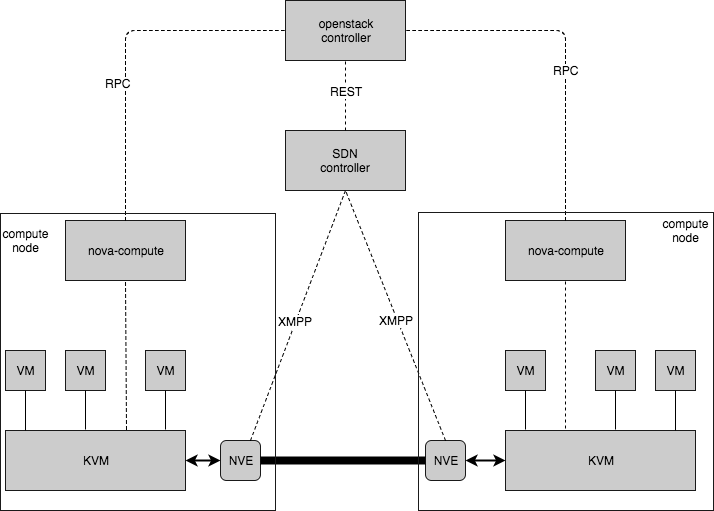 openstack
controller
RPC
REST
RPC
SDN
controller
compute
node
nova-compute
nova-compute
compute
node
XMPP
XMPP
VM
VM
VM
VM
VM
VM
KVM
NVE
NVE
KVM